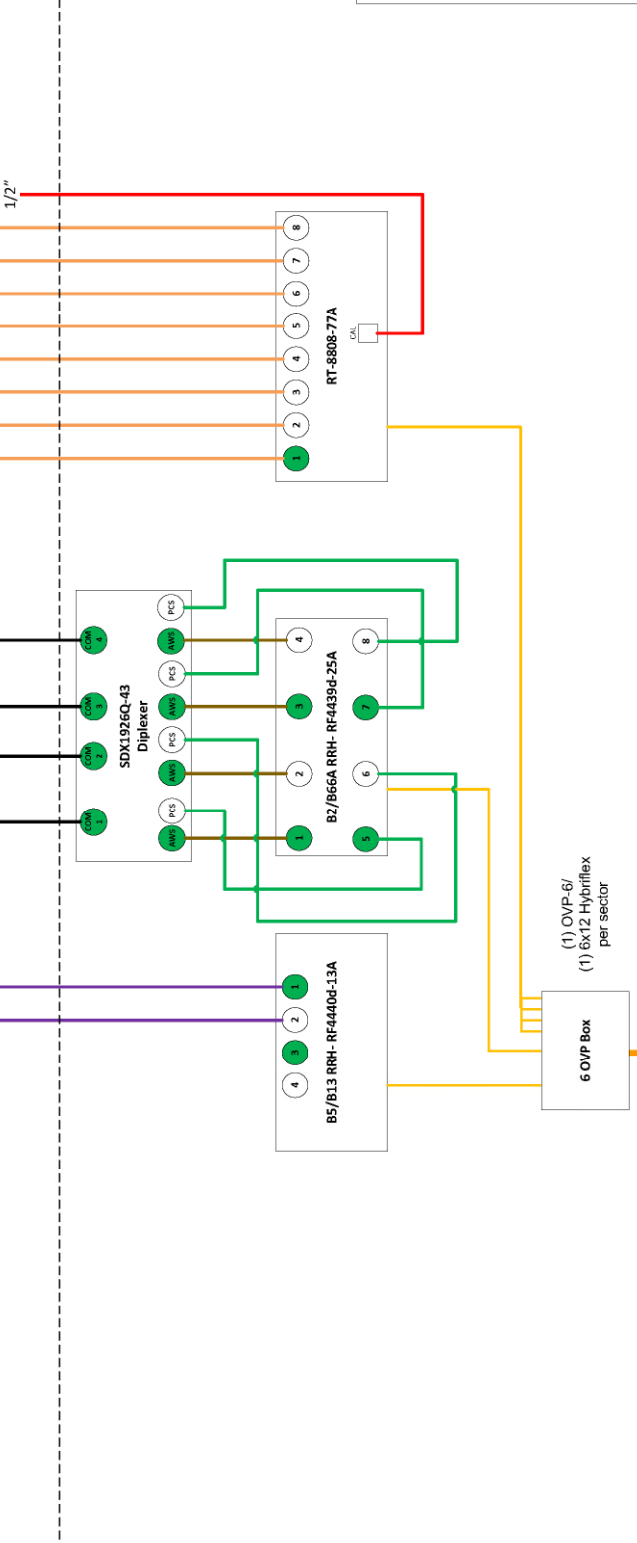 1/2"
8
7
6
5
4
3
2
1
CAL
RT-8808-77A
COM
4
COM
3
COM
2
COM
1
SDX1926Q-43
Diplexer
PCS
AWS
PCS
AWS
PCS
AWS
PCS
AWS
4
3
2
1
B2/B66A RRH- RF4439d-25A
8
7
6
5
1
2
3
4
B5/B13 RRH- RF4440d-13A
(1) OVP-6/
(1) 6x12 Hybriflex
per sector
6 OVP Box